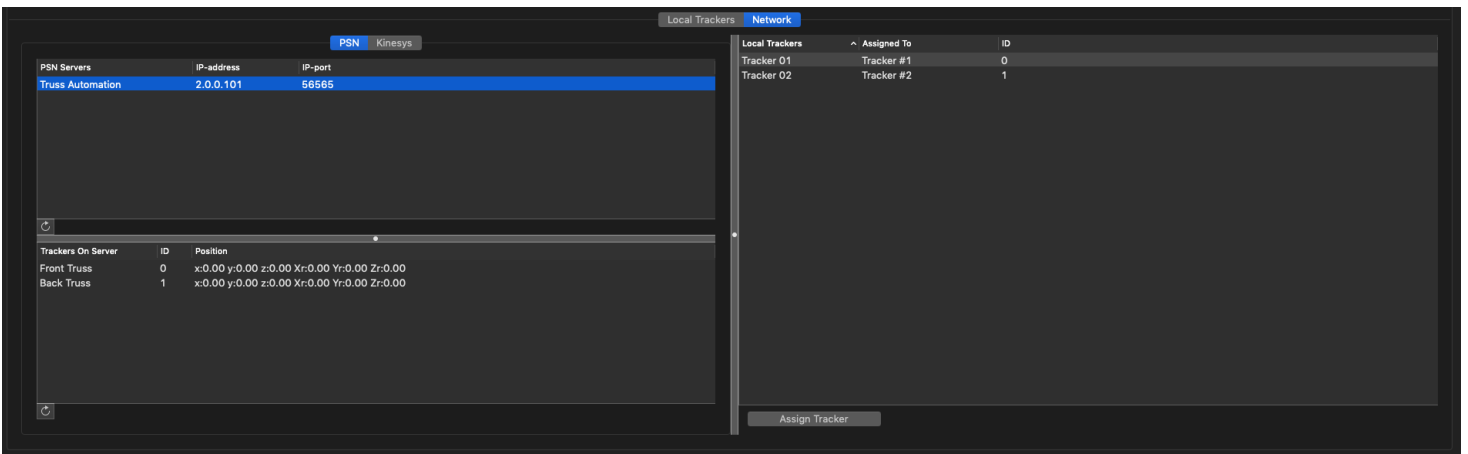 Local Trackers Network
PSN Kinesys
PSN Servers IP-address IP-port
Truss Automation 2.0.0.101 56565
Trackers On Server ID Position
Front Truss 0 x:0.00 y:0.00 z:0.00 Xr:0.00 Yr:0.00 Zr:0.00
Back Truss 1 x:0.00 y:0.00 z:0.00 Xr:0.00 Yr:0.00 Zr:0.00
Local Trackers Assigned To ID
Tracker 01 Tracker #1 0
Tracker 02 Tracker #2 1
Assign Tracker